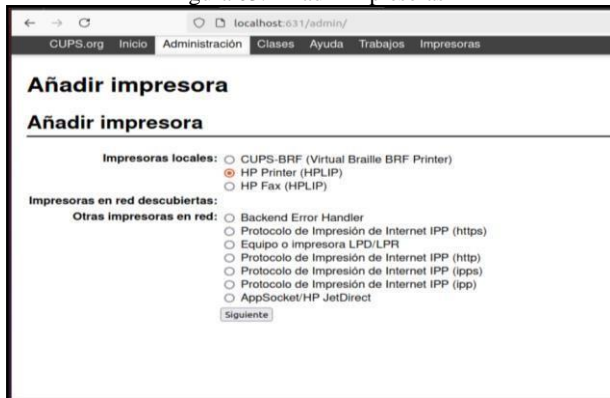 localhost:631/admin/
CUPS.org Inicio Administración Clases Ayuda Trabajos Impresoras
Añadir impresora
Añadir impresora
Impresoras locales: CUPS-BRF (Virtual Braille BRF Printer)
HP Printer (HPLIP)
HP Fax (HPLIP)
Impresoras en red descubiertas:
Otras impresoras en red: Backend Error Handler
Protocolo de Impresión de Internet IPP (https)
Equipo o impresora LPD/LPR
Protocolo de Impresión de Internet IPP (http)
Protocolo de Impresión de Internet IPP (ipps)
Protocolo de Impresión de Internet IPP (ipp)
AppSocket/HP JetDirect
Siguiente